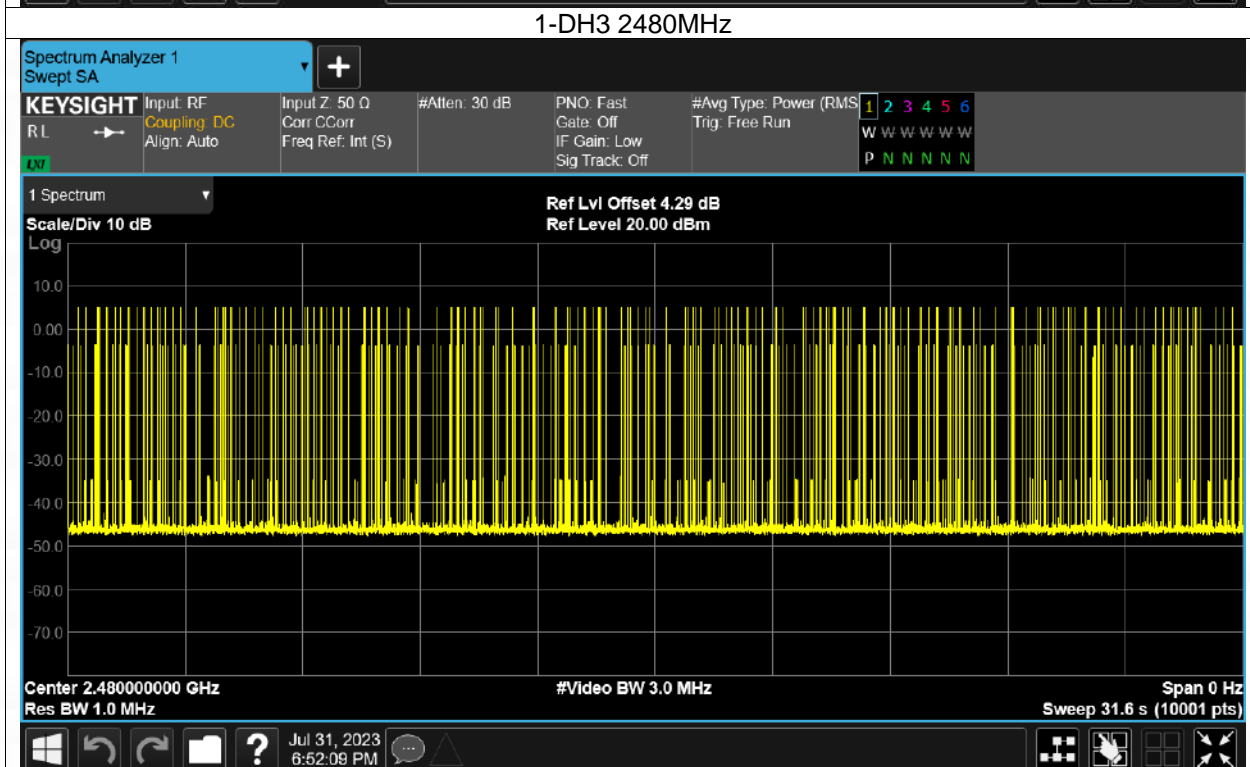 1-DH3 2480MHz
Spectrum Analyzer 1
Swept SA
KEYSIGHT Input: RF Input Z: 50 Ω #Atten: 30 dB PNO: Fast #Avg Type: Power (RMS 1 2 3 4 5 6
RL Coupling: DC Corr CCorr Gate: Off Trig: Free Run W W W W W W
Align: Auto Freq Ref: Int (S) IF Gain: Low
LXI Sig Track: Off P N N N N N
1 Spectrum
Ref Lvl Offset 4.29 dB
Scale/Div 10 dB Ref Level 20.00 dBm
Log
10.0
0.00
-10.0
-20.0
-30.0
-40.0
-50.0
-60.0
-70.0
Center 2.480000000 GHz #Video BW 3.0 MHz Span 0 Hz
Res BW 1.0 MHz Sweep 31.6 s (10001 pts)
? Jul 31, 2023
6:52:09 PM